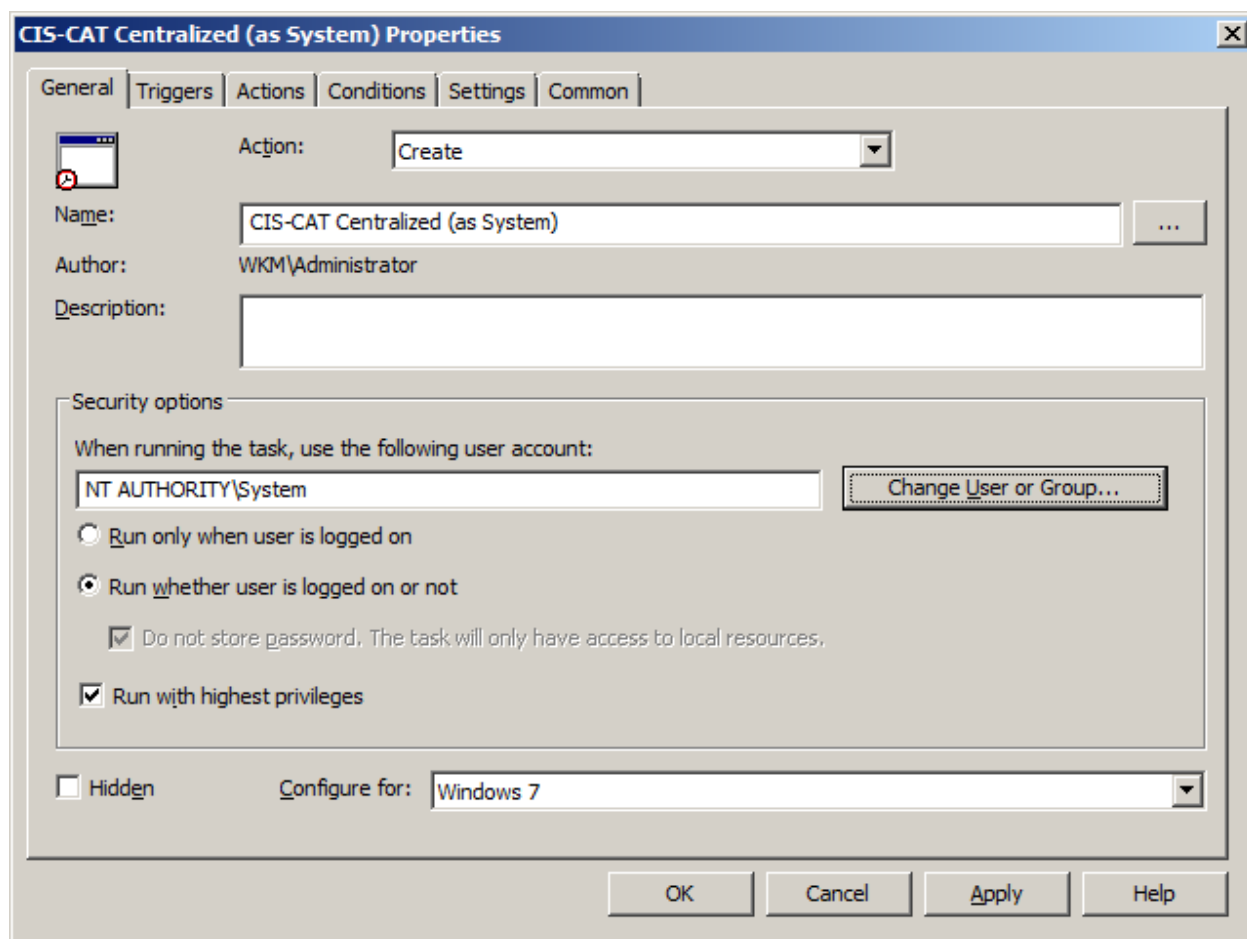 CIS-CAT Centralized (as System) Properties
General Triggers Actions Conditions Settings Common
Action: Create
Name: CIS-CAT Centralized (as System) ...
Author: WKM\Administrator
Description:
Security options
When running the task, use the following user account:
NT AUTHORITY\System Change User or Group...
Run only when user is logged on
Run whether user is logged on or not
Do not store password. The task will only have access to local resources.
Run with highest privileges
Hidden Configure for: Windows 7
OK Cancel Apply Help